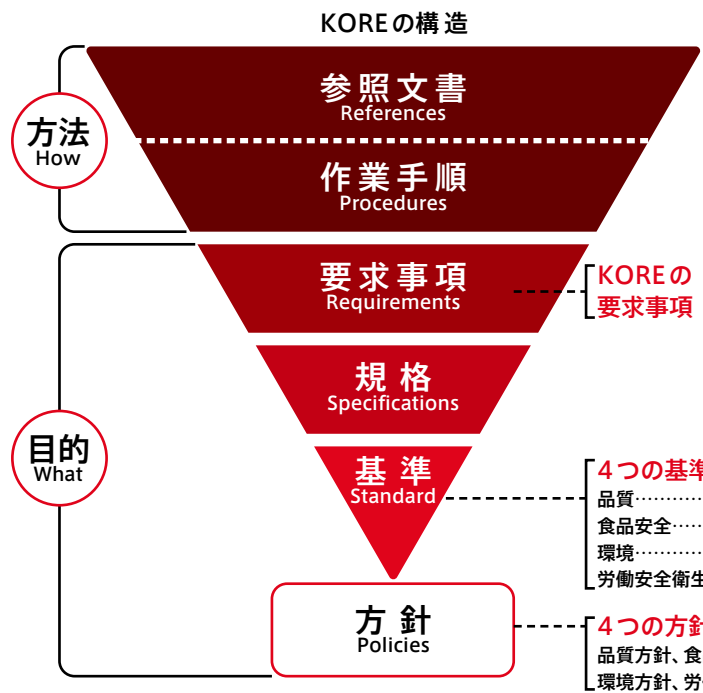 KOREの構造
参照文書
References
方法
How
作業手順
Procedures
要求事項
Requirements
KOREの
要求事項
規格
Specifications
目的
What
基準
Standard
4つの基準
品質…………
食品安全……
環境…………
労働安全衛生
方針
Policies
4つの方針
品質方針、食
環境方針、労